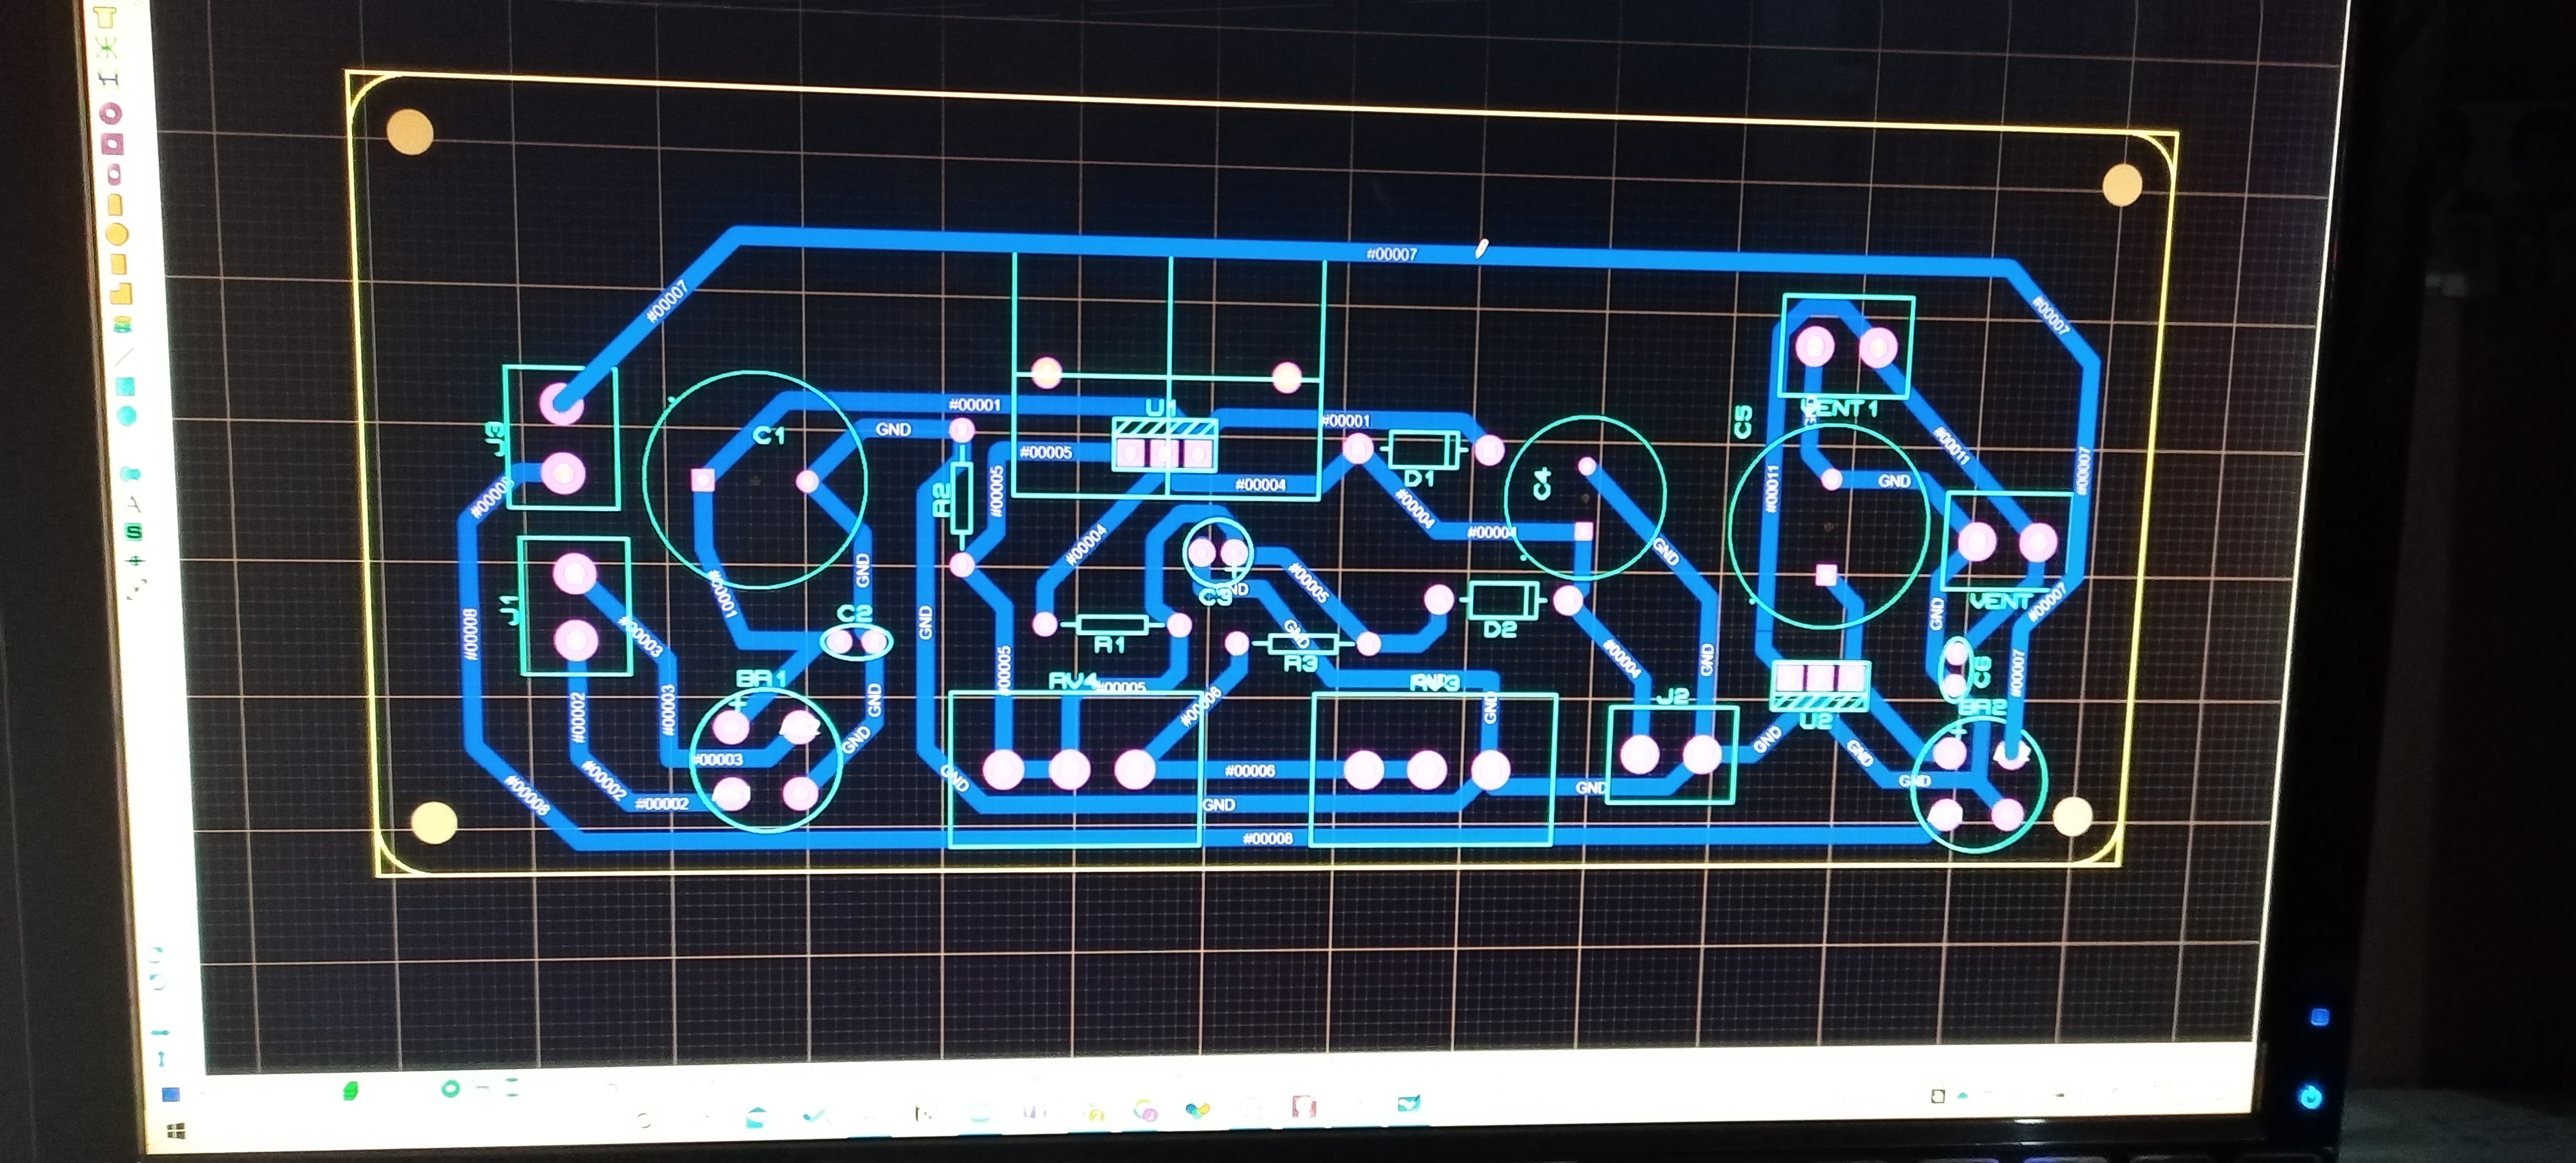 #00007
#00007
#00007
#00007
#00001
GND
#00001
U1
C1
J3
#00005
#00005
#00004
D1
#00004
#00004
C4
C5
VENT1
#00011
#00011
GND
R2
#00008
#00004
#00005
GND
GND
C3
J1
#00001
#00003
C2
GND
R1
GND
R3
D2
#00004
GND
GND
VENT
#00007
#00008
BR1
#00005
RV4
#00005
#00006
GND
J2
U2
C6
#00007
BR2
#00002
#00003
GND
GND
#00003
GND
#00006
GND
GND
GND
#00008
#00002
#00002
GND
GND
#00008